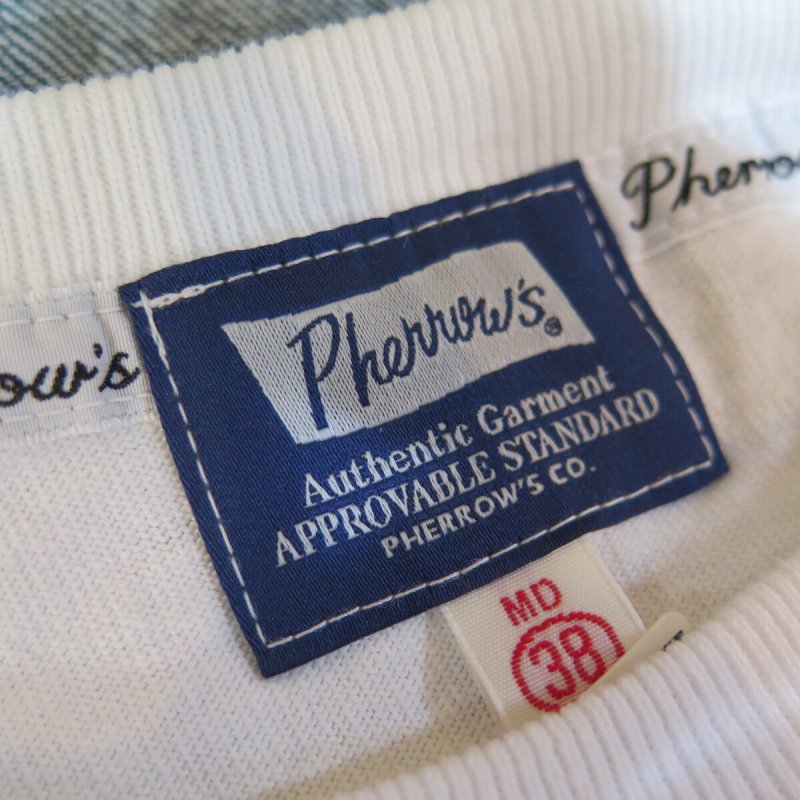 Pherrow's
ow's
Pherrow's®
Authentic Garment
APPROVABLE STANDARD
PHERROW'S CO.
MD
38